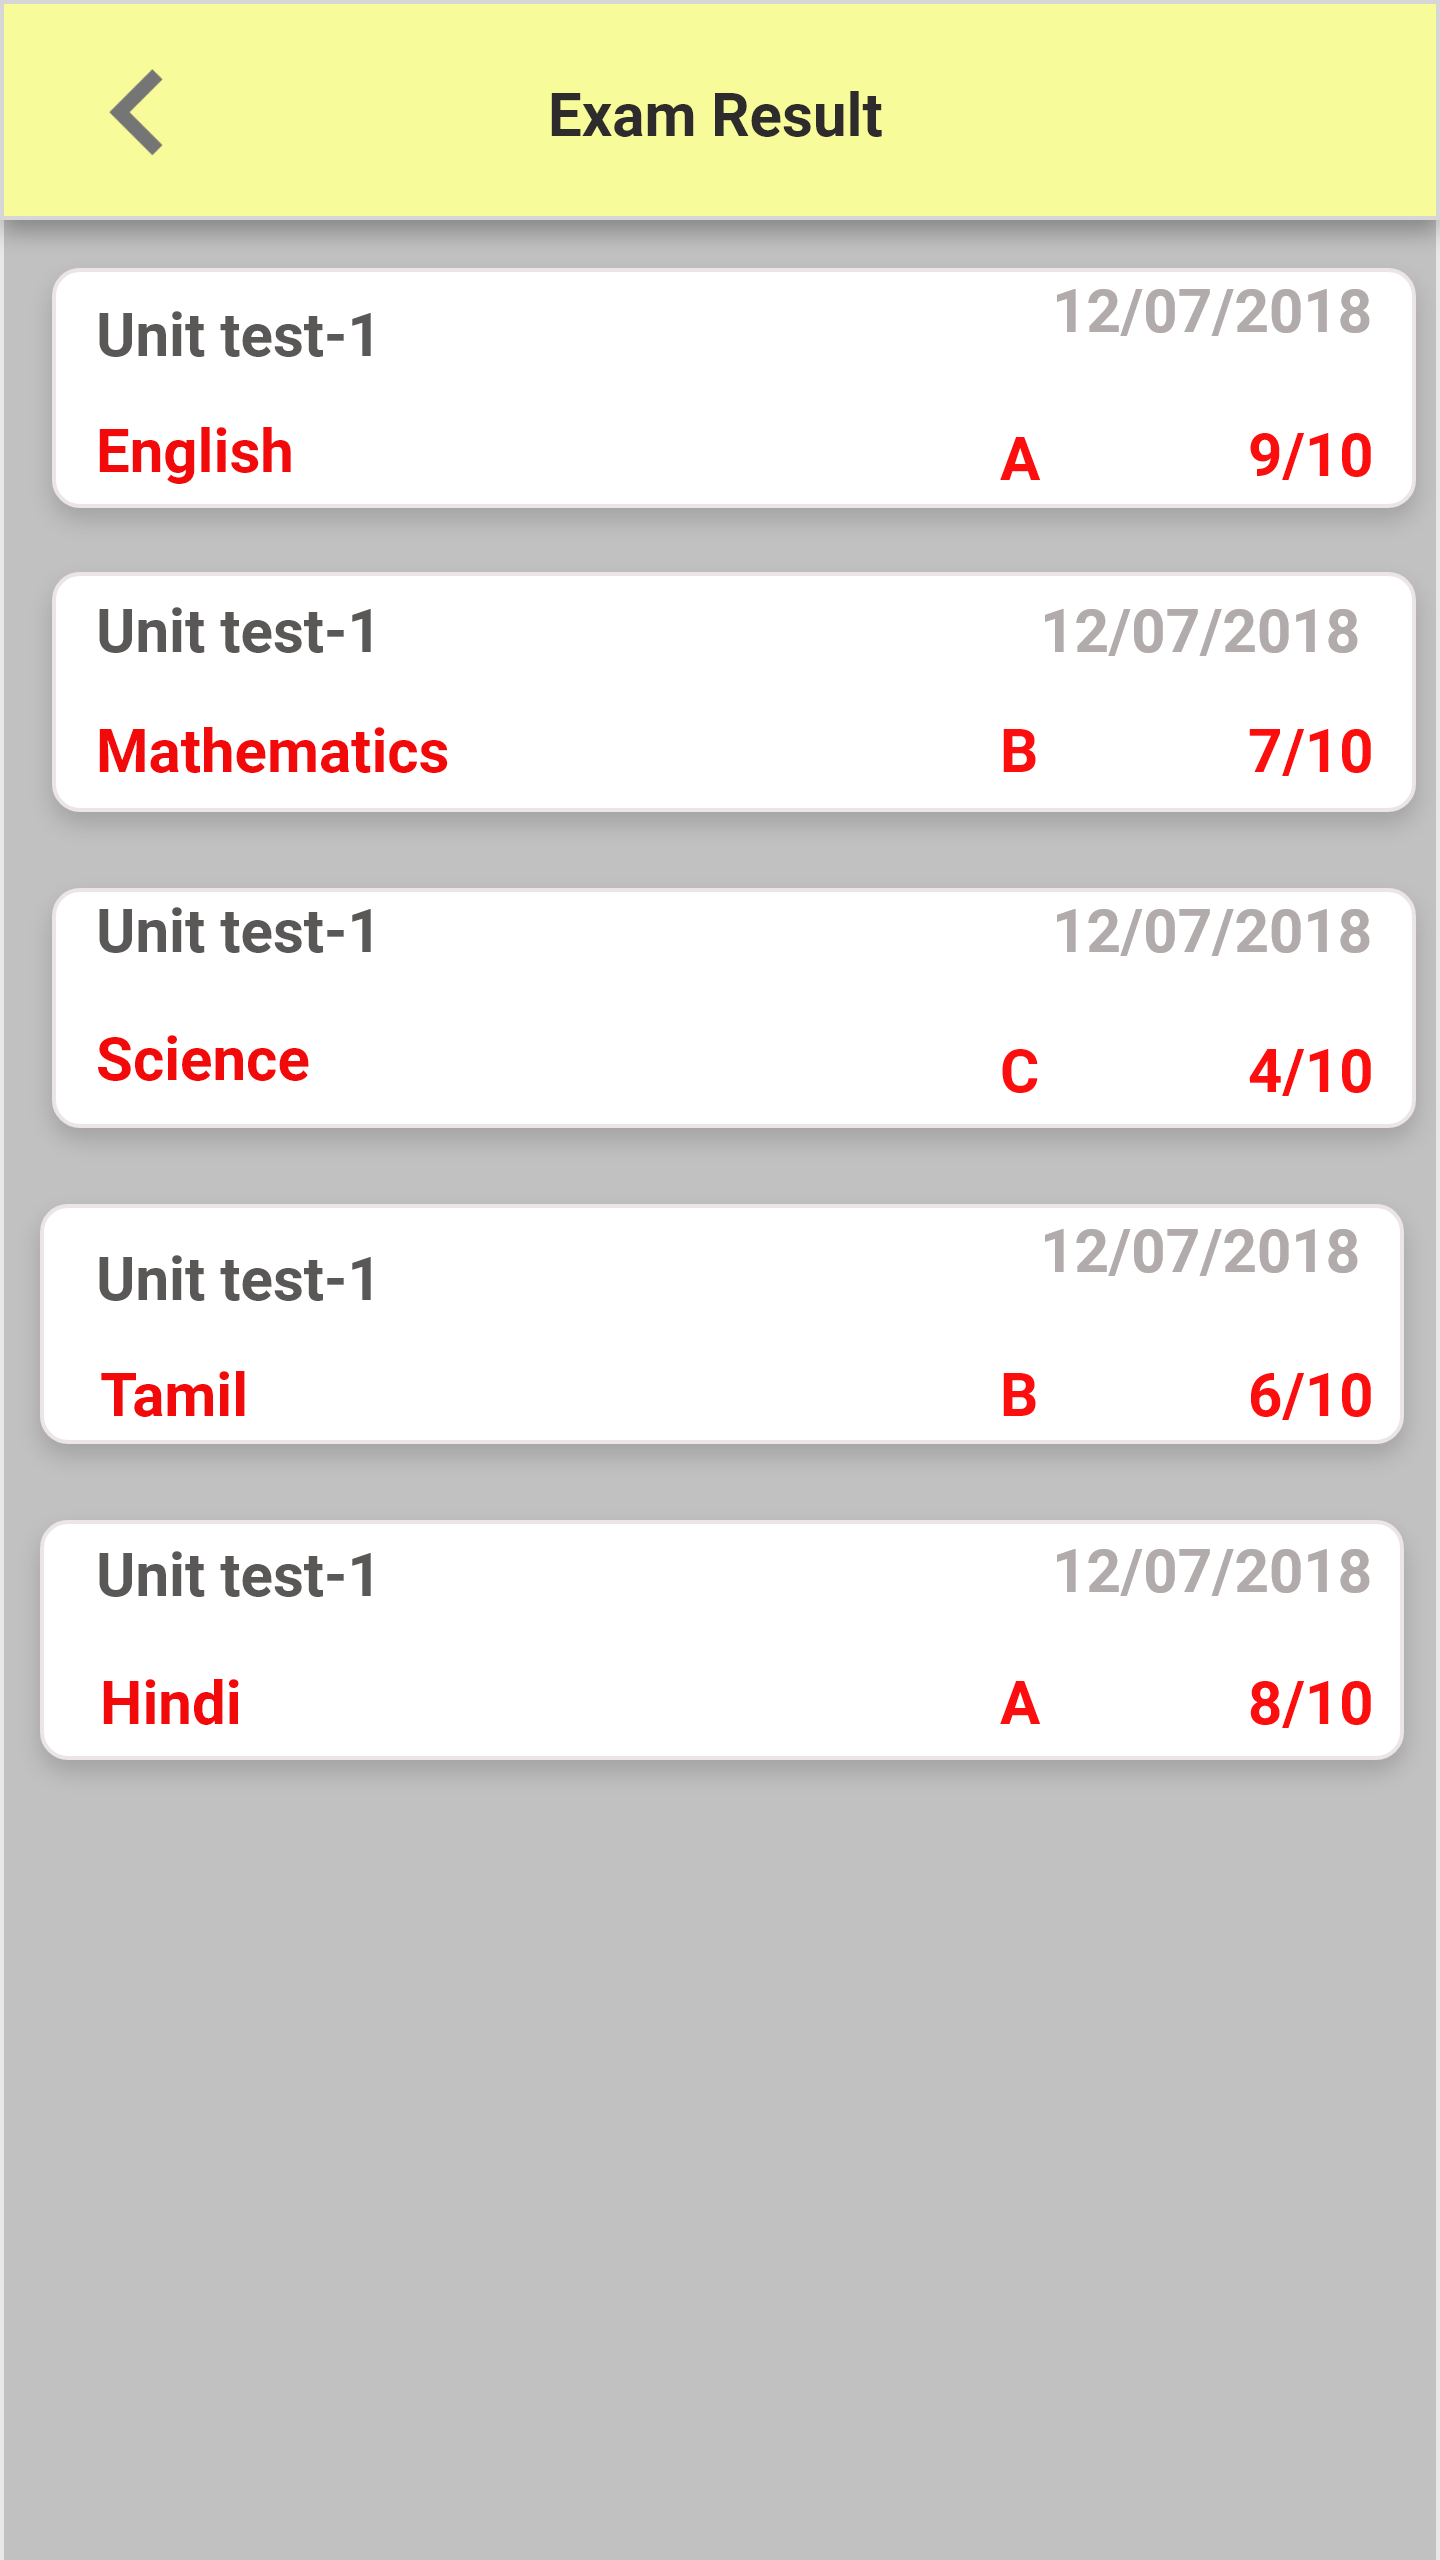 Exam Result
Unit test-1 12/07/2018
English A 9/10
Unit test-1 12/07/2018
Mathematics B 7/10
Unit test-1 12/07/2018
Science C 4/10
Unit test-1 12/07/2018
Tamil B 6/10
Unit test-1 12/07/2018
Hindi A 8/10